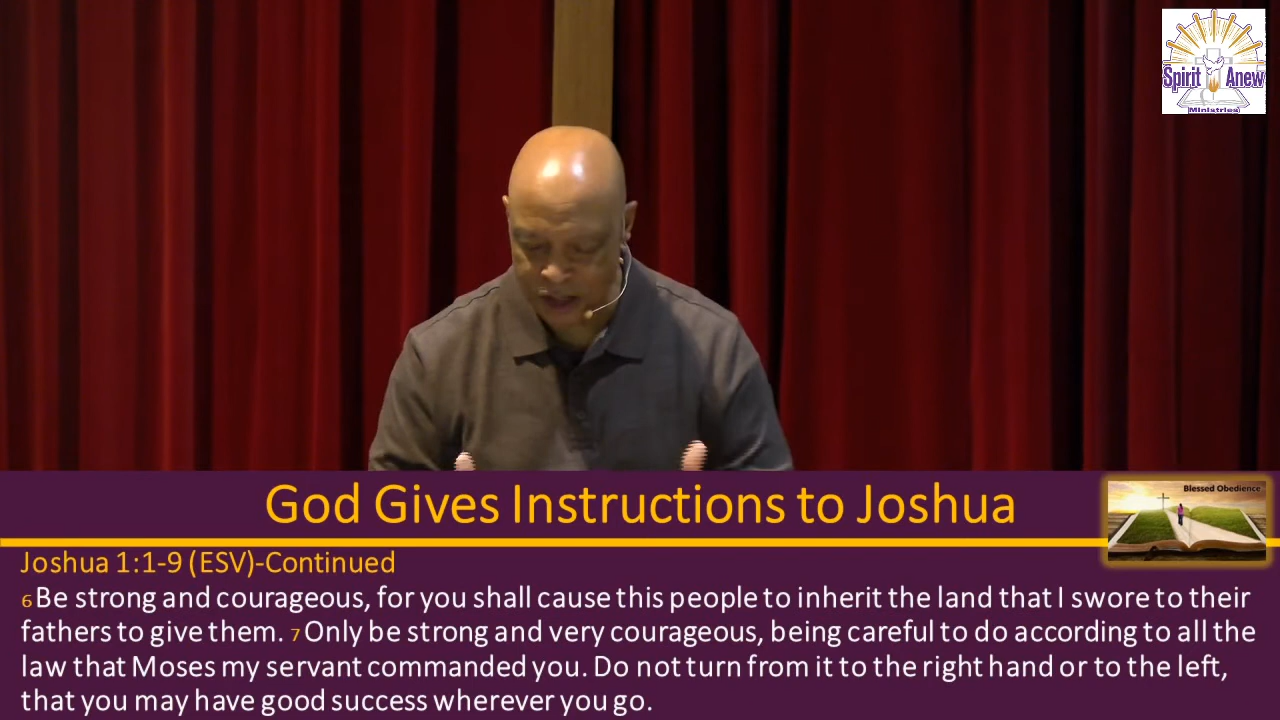 Spirit Anew
Ministries
God Gives Instructions to Joshua
Blessed Obedience
Joshua 1:1-9 (ESV)-Continued
6 Be strong and courageous, for you shall cause this people to inherit the land that I swore to their
fathers to give them. 7 Only be strong and very courageous, being careful to do according to all the
law that Moses my servant commanded you. Do not turn from it to the right hand or to the left,
that you may have good success wherever you go.